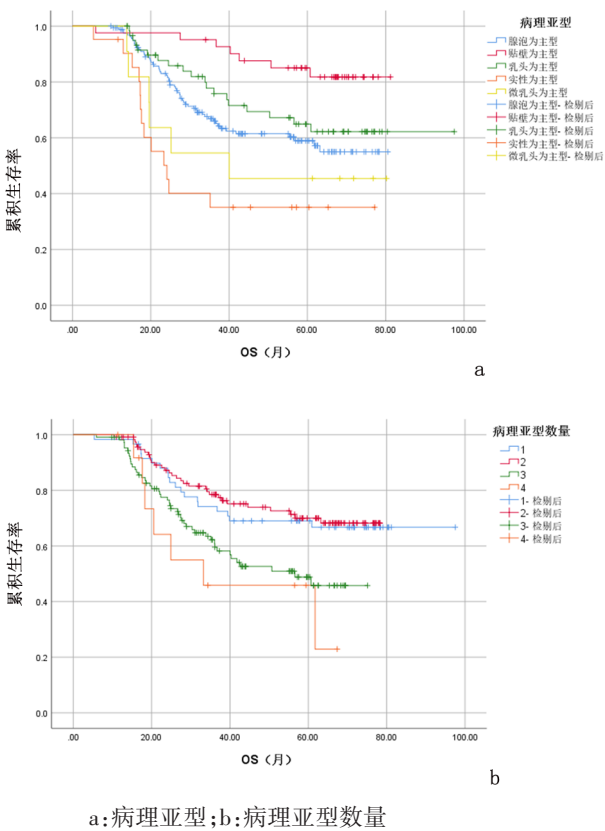 病理亚型
腺泡为主型
贴壁为主型
乳头为主型
实性为主型
微乳头为主型
腺泡为主型-检剔后
贴壁为主型-检剔后
乳头为主型-检剔后
实性为主型-检剔后
微乳头为主型-检剔后
累积生存率
1.0
0.8
0.6
0.4
0.2
0.0
.00 20.00 40.00 60.00 80.00 100.00
OS（月）
a
病理亚型数量
1
2
3
4
1-检剔后
2-检剔后
3-检剔后
4-检剔后
累积生存率
1.0
0.8
0.6
0.4
0.2
0.0
.00 20.00 40.00 60.00 80.00 100.00
OS（月）
b
a:病理亚型;b:病理亚型数量